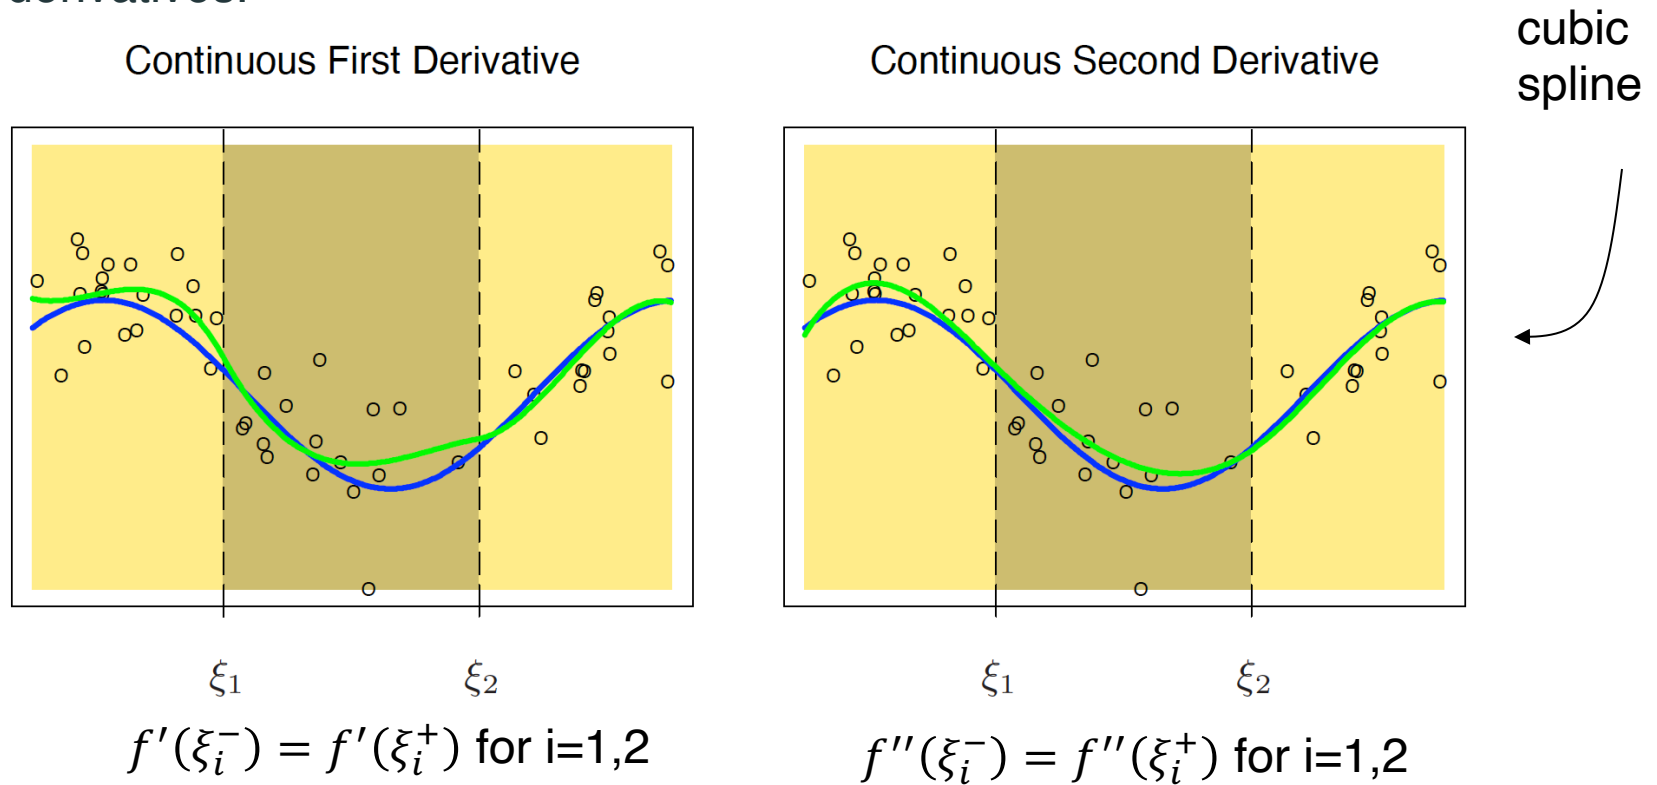 derivatives.
cubic
spline
Continuous First Derivative
Continuous Second Derivative
ξ₁
ξ₂
ξ₁
ξ₂
f′(ξᵢ⁻) = f′(ξᵢ⁺) for i=1,2
f″(ξᵢ⁻) = f″(ξᵢ⁺) for i=1,2